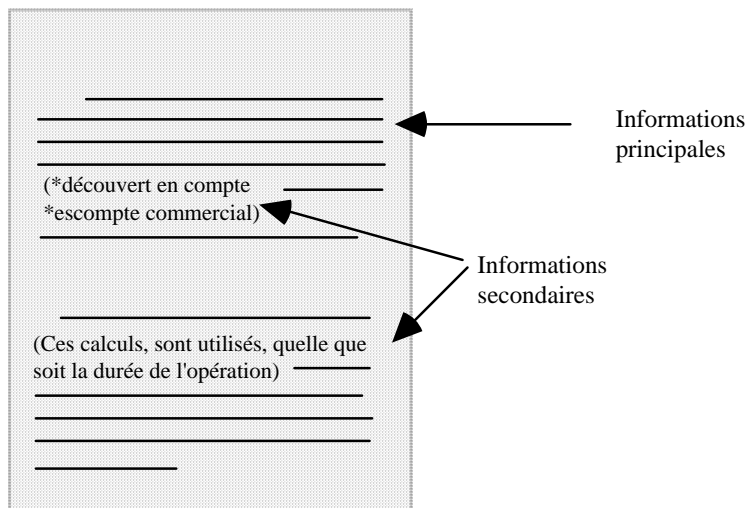 Informations
principales
(*découvert en compte
*escompte commercial)
Informations
secondaires
(Ces calculs, sont utilisés, quelle que
soit la durée de l'opération)